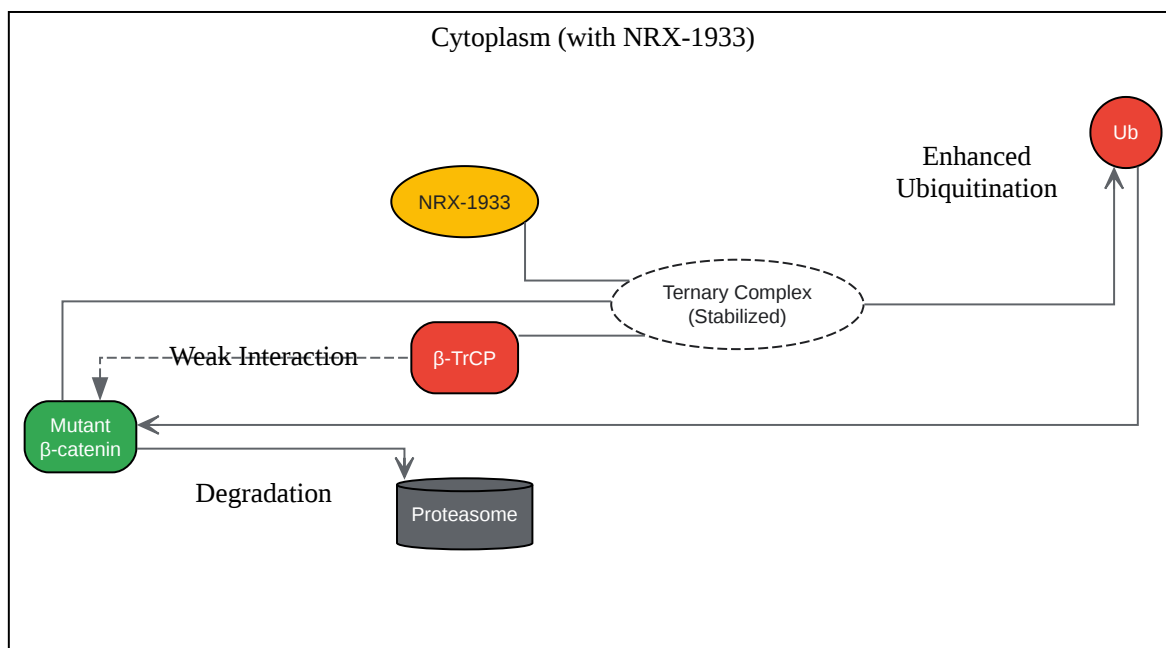 Cytoplasm (with NRX-1933)
Ub
Enhanced
Ubiquitination
NRX-1933
Ternary Complex
(Stabilized)
Weak Interaction
β-TrCP
Mutant
β-catenin
Degradation
Proteasome